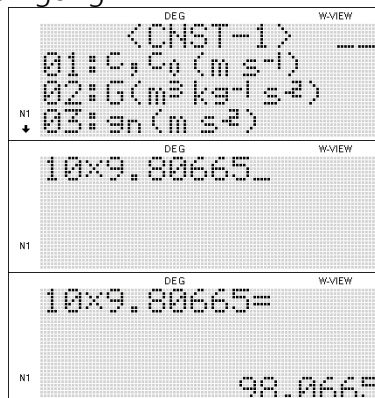 DEG W-VIEW
<CNST-1> __
01:c,c₀(m s⁻¹)
02:G(m³ kg⁻¹ s⁻²)
N1
03:gn(m s⁻²)
DEG W-VIEW
10×9.80665_
N1
DEG W-VIEW
10×9.80665=
N1
98.0665